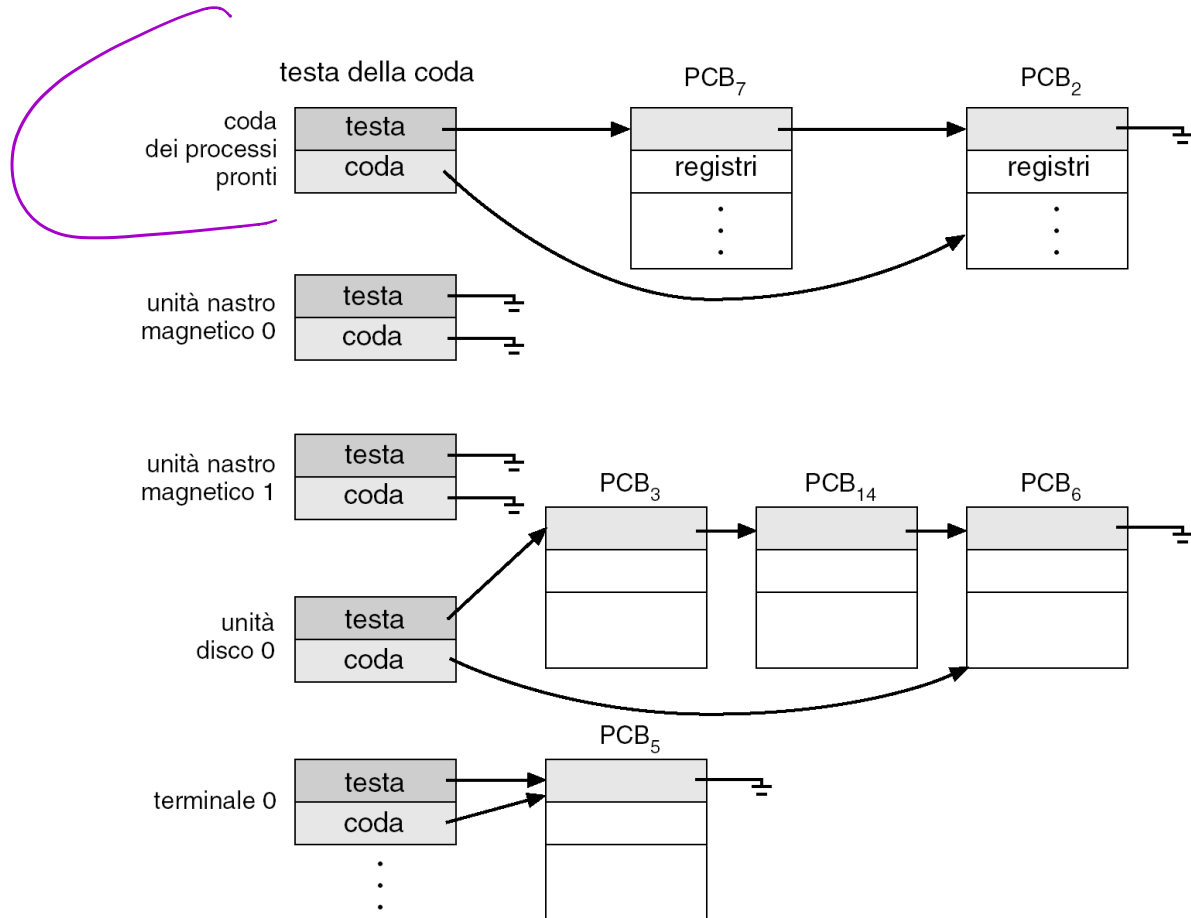 testa della coda
PCB7
PCB2
coda
dei processi
pronti
testa
coda
registri
registri
unità nastro
magnetico 0
testa
coda
unità nastro
magnetico 1
testa
coda
PCB3
PCB14
PCB6
unità
disco 0
testa
coda
PCB5
terminale 0
testa
coda